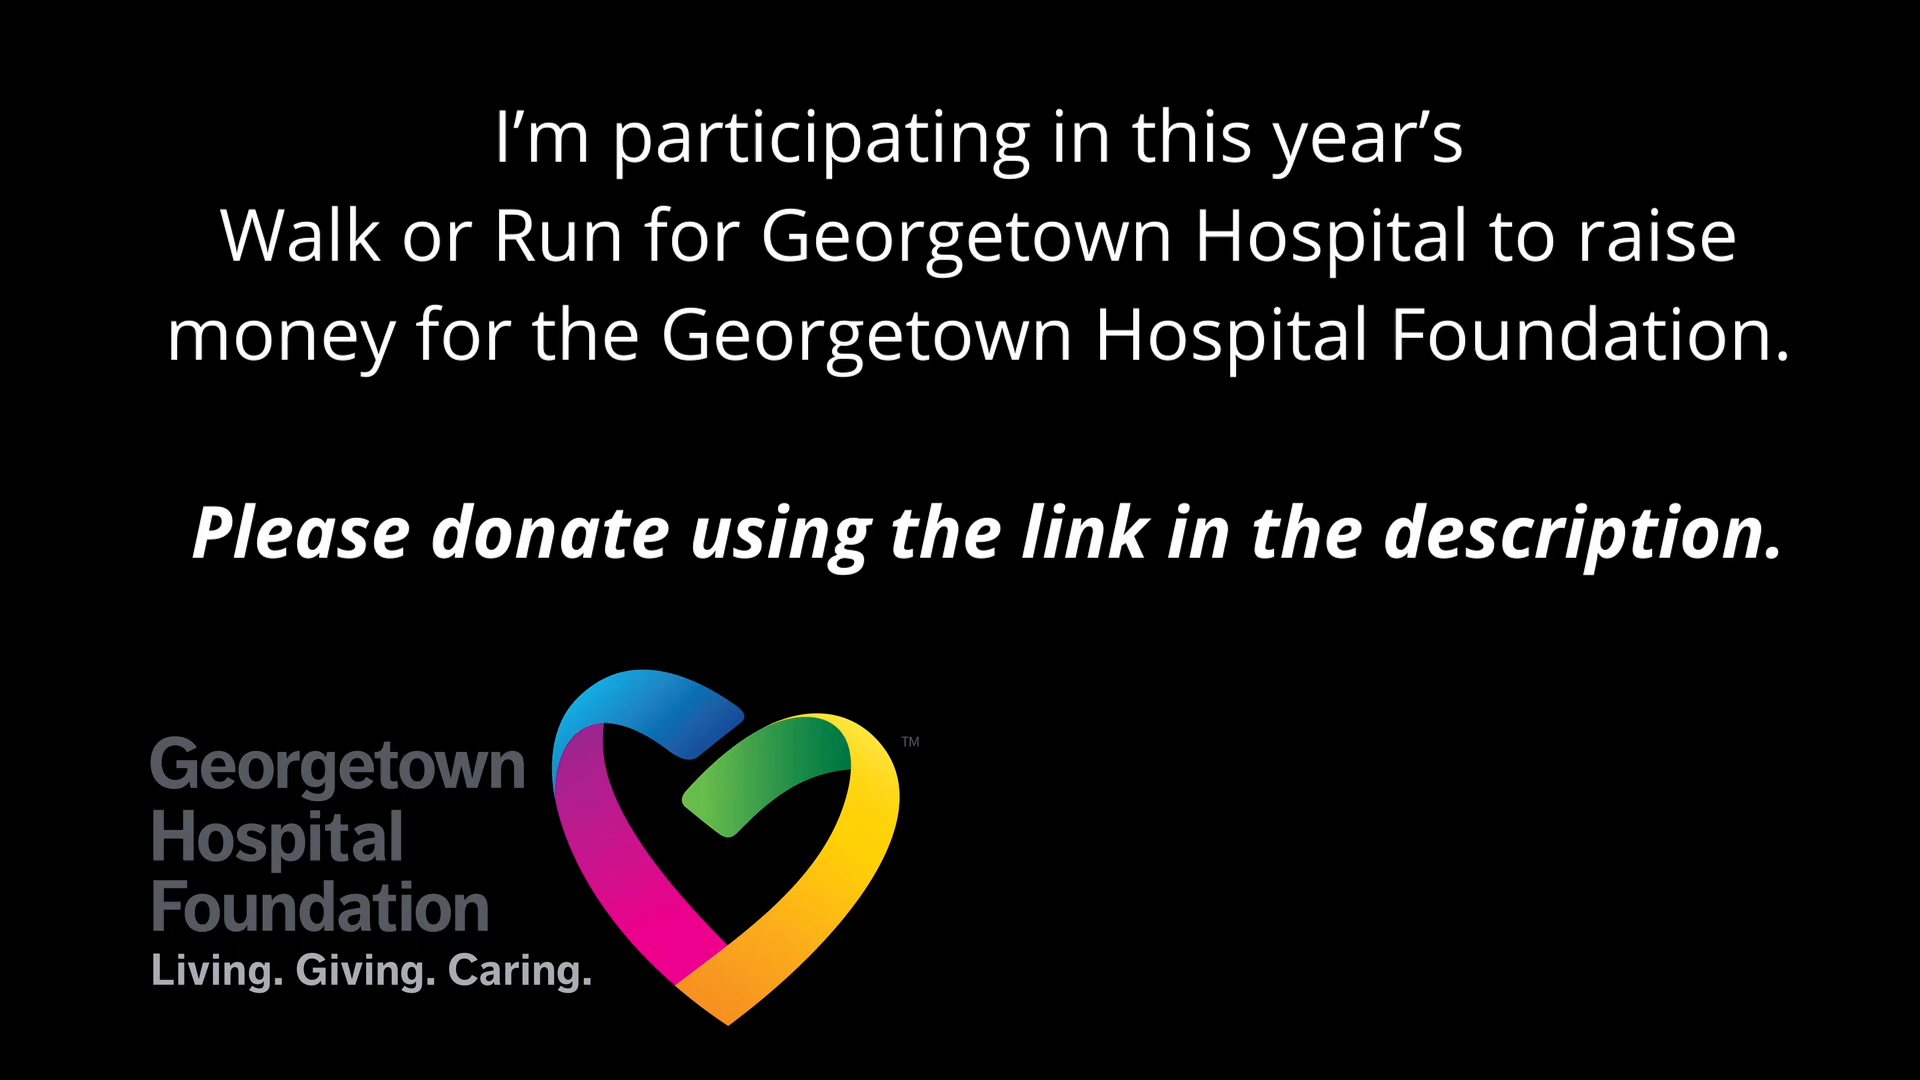 I’m participating in this year’s
Walk or Run for Georgetown Hospital to raise
money for the Georgetown Hospital Foundation.
Please donate using the link in the description.
Georgetown
Hospital
Foundation
Living. Giving. Caring.
TM